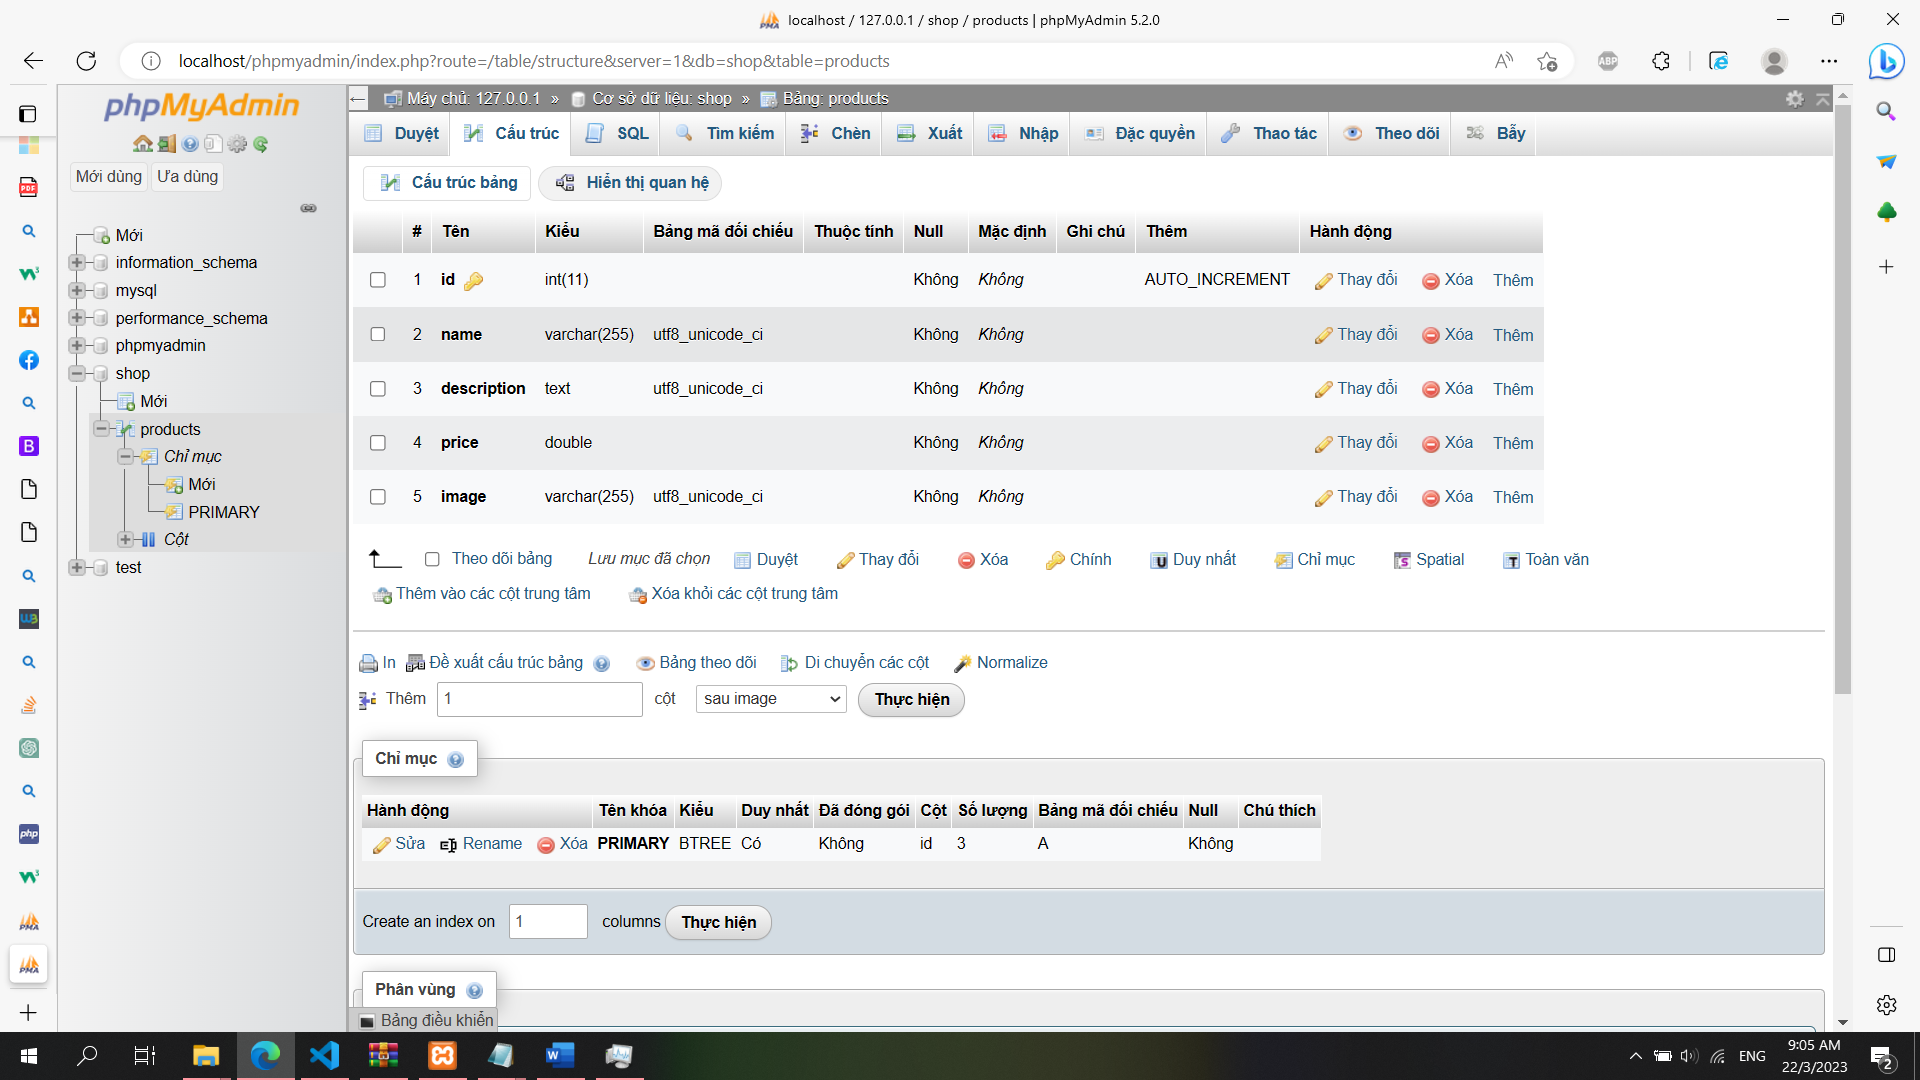 localhost / 127.0.0.1 / shop / products | phpMyAdmin 5.2.0
localhost/phpmyadmin/index.php?route=/table/structure&server=1&db=shop&table=products
phpMyAdmin
Mới dùng Ưa dùng
Mới
information_schema
mysql
performance_schema
phpmyadmin
shop
Mới
products
Chỉ mục
Mới
PRIMARY
Cột
test
Máy chủ: 127.0.0.1 » Cơ sở dữ liệu: shop » Bảng: products
Duyệt Cấu trúc SQL Tìm kiếm Chèn Xuất Nhập Đặc quyền Thao tác Theo dõi Bẫy
Cấu trúc bảng Hiển thị quan hệ
# Tên Kiểu Bảng mã đối chiếu Thuộc tính Null Mặc định Ghi chú Thêm Hành động
1 id int(11) Không Không AUTO_INCREMENT Thay đổi Xóa Thêm
2 name varchar(255) utf8_unicode_ci Không Không Thay đổi Xóa Thêm
3 description text utf8_unicode_ci Không Không Thay đổi Xóa Thêm
4 price double Không Không Thay đổi Xóa Thêm
5 image varchar(255) utf8_unicode_ci Không Không Thay đổi Xóa Thêm
Theo dõi bảng Lưu mục đã chọn Duyệt Thay đổi Xóa Chính Duy nhất Chỉ mục Spatial Toàn văn
Thêm vào các cột trung tâm Xóa khỏi các cột trung tâm
In Đề xuất cấu trúc bảng Bảng theo dõi Di chuyển các cột Normalize
Thêm 1 cột sau image Thực hiện
Chỉ mục
Hành động Tên khóa Kiểu Duy nhất Đã đóng gói Cột Số lượng Bảng mã đối chiếu Null Chú thích
Sửa Rename Xóa PRIMARY BTREE Có Không id 3 A Không
Create an index on 1 columns Thực hiện
Phân vùng
Bảng điều khiển
ENG
9:05 AM
22/3/2023
2